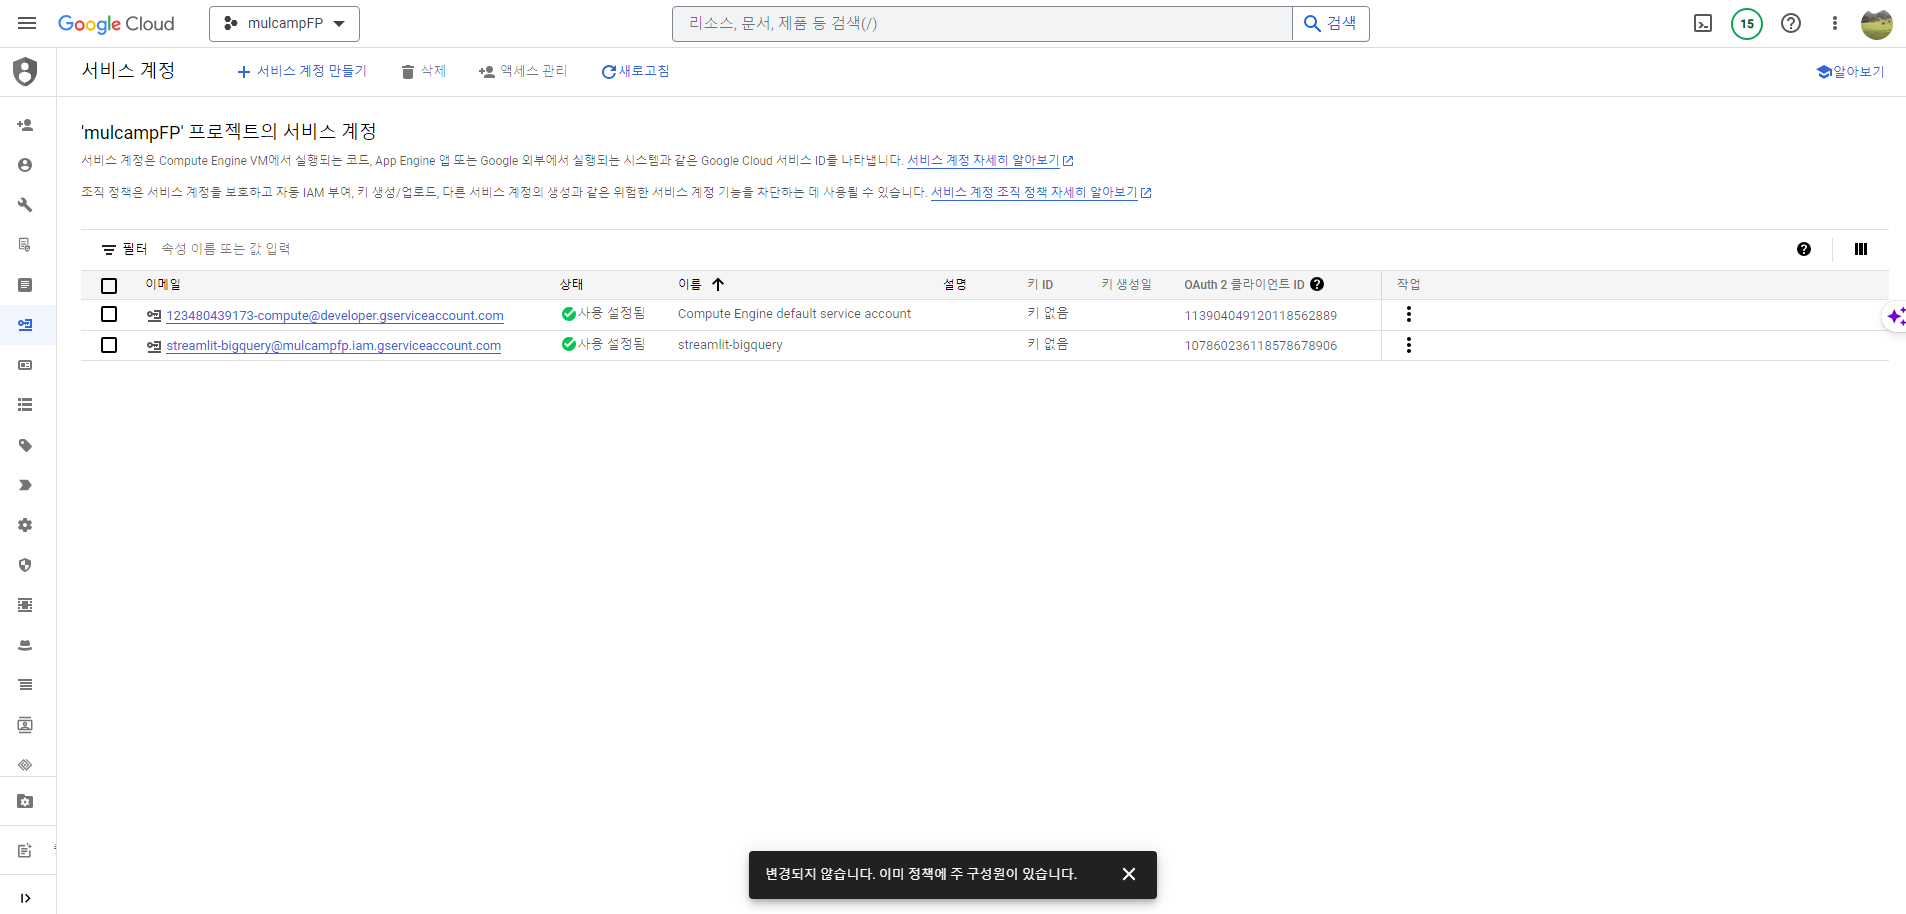 Google Cloud
mulcampFP
리소스, 문서, 제품 등 검색(/)
검색
15
서비스 계정
서비스 계정 만들기
삭제
액세스 관리
새로고침
알아보기
'mulcampFP' 프로젝트의 서비스 계정
서비스 계정은 Compute Engine VM에서 실행되는 코드, App Engine 앱 또는 Google 외부에서 실행되는 시스템과 같은 Google Cloud 서비스 ID를 나타냅니다. 서비스 계정 자세히 알아보기
조직 정책은 서비스 계정을 보호하고 자동 IAM 부여, 키 생성/업로드, 다른 서비스 계정의 생성과 같은 위험한 서비스 계정 기능을 차단하는 데 사용될 수 있습니다. 서비스 계정 조직 정책 자세히 알아보기
필터 속성 이름 또는 값 입력
이메일 상태 이름 설명 키 ID 키 생성일 OAuth 2 클라이언트 ID 작업
123480439173-compute@developer.gserviceaccount.com 사용 설정됨 Compute Engine default service account 키 없음 113904049120118562889
streamlit-bigquery@mulcampfp.iam.gserviceaccount.com 사용 설정됨 streamlit-bigquery 키 없음 107860236118578678906
변경되지 않습니다. 이미 정책에 주 구성원이 있습니다.